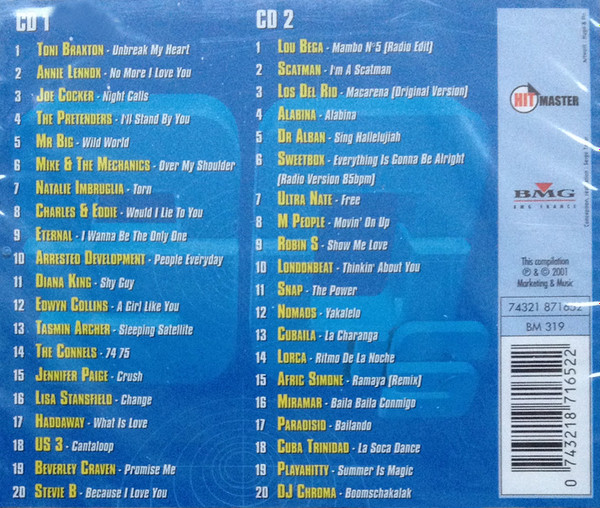 CD 1
1 Toni Braxton - Unbreak My Heart
2 Annie Lennox - No More I Love You
3 Joe Cocker - Night Calls
4 The Pretenders - I'll Stand By You
5 Mr Big - Wild World
6 Mike & The Mechanics - Over My Shoulder
7 Natalie Imbruglia - Torn
8 Charles & Eddie - Would I Lie To You
9 Eternal - I Wanna Be The Only One
10 Arrested Development - People Everyday
11 Diana King - Shy Guy
12 Edwyn Collins - A Girl Like You
13 Tasmin Archer - Sleeping Satellite
14 The Connels - 74 75
15 Jennifer Paige - Crush
16 Lisa Stansfield - Change
17 Haddaway - What Is Love
18 US 3 - Cantaloop
19 Beverley Craven - Promise Me
20 Stevie B - Because I Love You
CD 2
1 Lou Bega - Mambo N°5 (Radio Edit)
2 Scatman - I'm A Scatman
3 Los Del Rio - Macarena (Original Version)
4 Alabina - Alabina
5 Dr Alban - Sing Hallelujiah
6 Sweetbox - Everything Is Gonna Be Alright
(Radio Version 85bpm)
7 Ultra Nate - Free
8 M People - Movin' On Up
9 Robin S - Show Me Love
10 Londonbeat - Thinkin' About You
11 Snap - The Power
12 Nomads - Yakalelo
13 Cubaila - La Charanga
14 Lorca - Ritmo De La Noche
15 Afric Simone - Ramaya (Remix)
16 Miramar - Baila Baila Conmigo
17 Paradisio - Bailando
18 Cuba Trinidad - La Soca Dance
19 Playahitty - Summer Is Magic
20 DJ Chroma - Boomschakalak
HIT MASTER
BMG
BMG FRANCE
This compilation
℗ & © 2001
Marketing & Music
74321 871652
BM 319
0 743218 716522